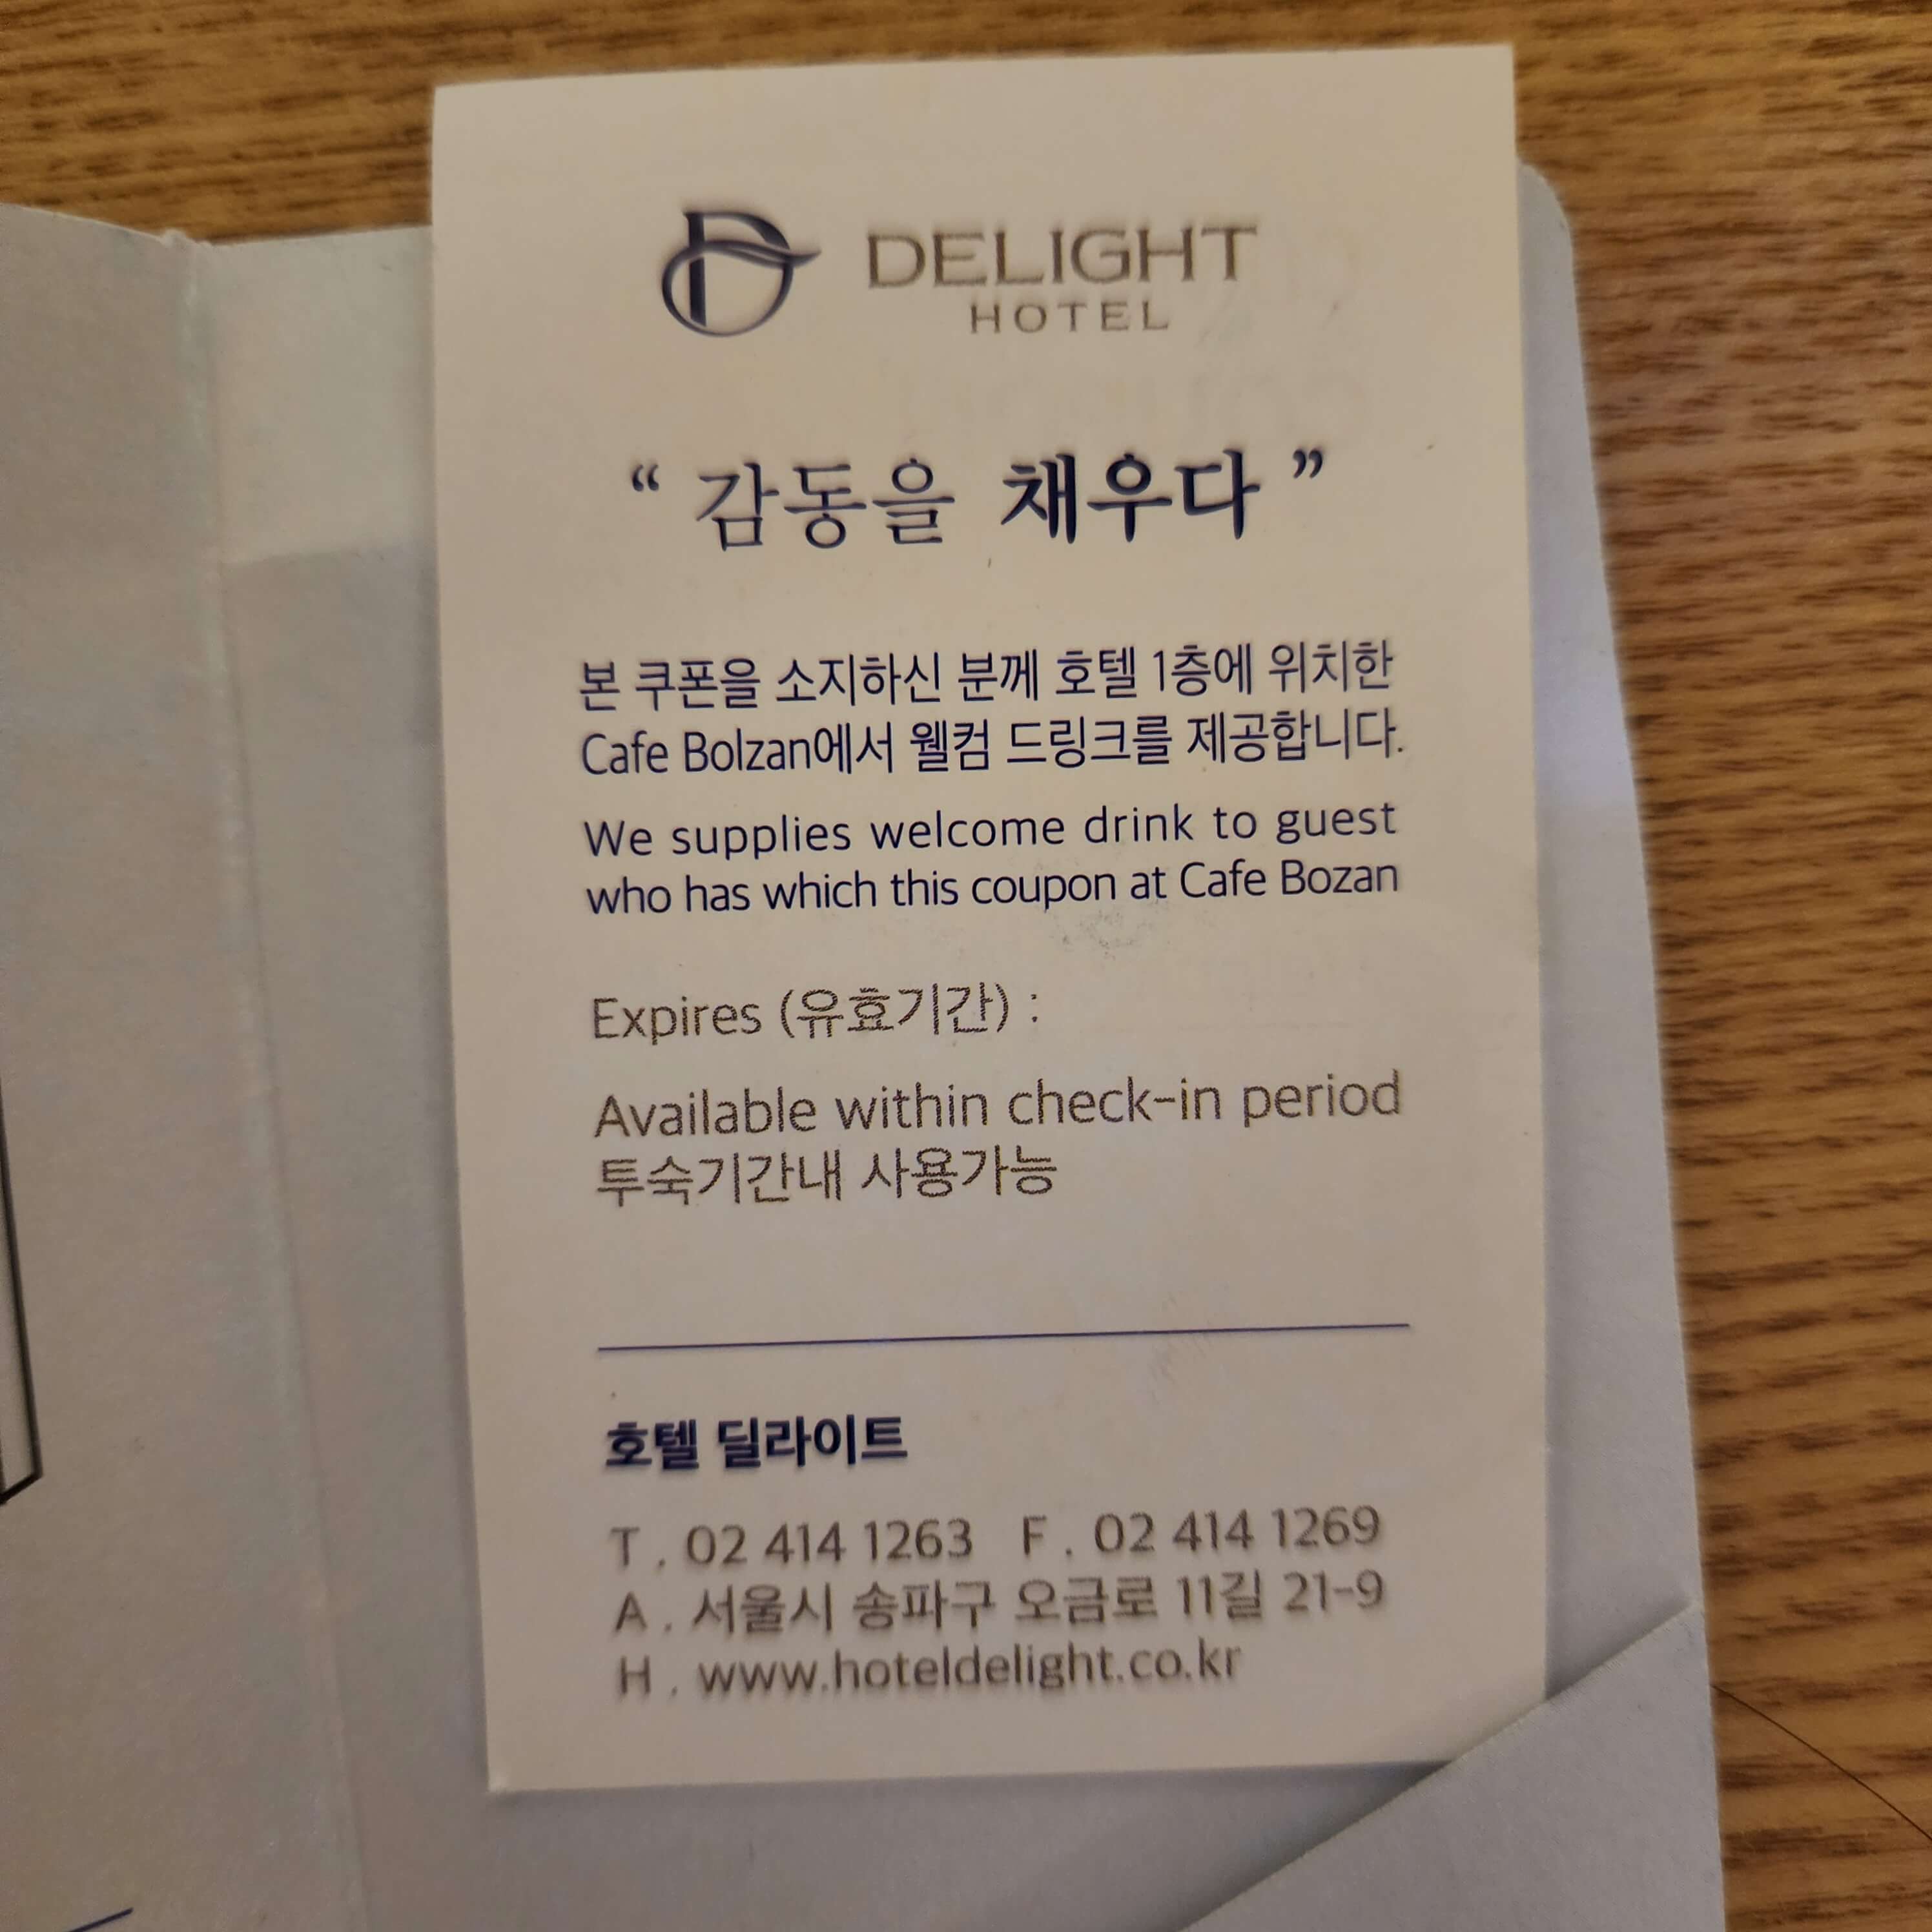 DELIGHT
HOTEL
“ 감동을 채우다 ”
본 쿠폰을 소지하신 분께 호텔 1층에 위치한
Cafe Bolzan에서 웰컴 드링크를 제공합니다.
We supplies welcome drink to guest
who has which this coupon at Cafe Bozan
Expires (유효기간) :
Available within check-in period
투숙기간내 사용가능
호텔 딜라이트
T . 02 414 1263 F . 02 414 1269
A . 서울시 송파구 오금로 11길 21-9
H . www.hoteldelight.co.kr